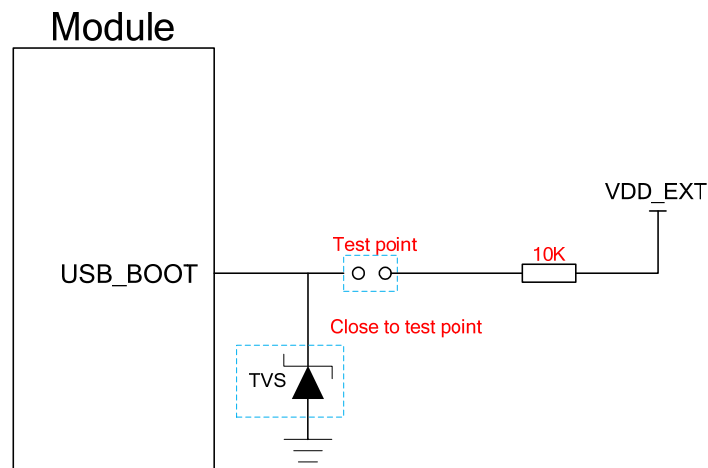 Module
VDD_EXT
Test point
10K
USB_BOOT
Close to test point
TVS